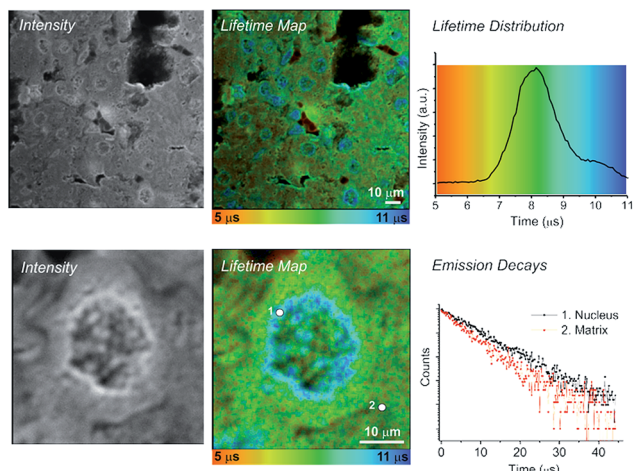 Intensity
Lifetime Map
10 μm
5 μs
11 μs
Lifetime Distribution
Intensity (a.u.)
5 6 7 8 9 10 11
Time (μs)
Intensity
Lifetime Map
1
2
10 μm
5 μs
11 μs
Emission Decays
1. Nucleus
2. Matrix
Counts
0 20 40
Time (μs)